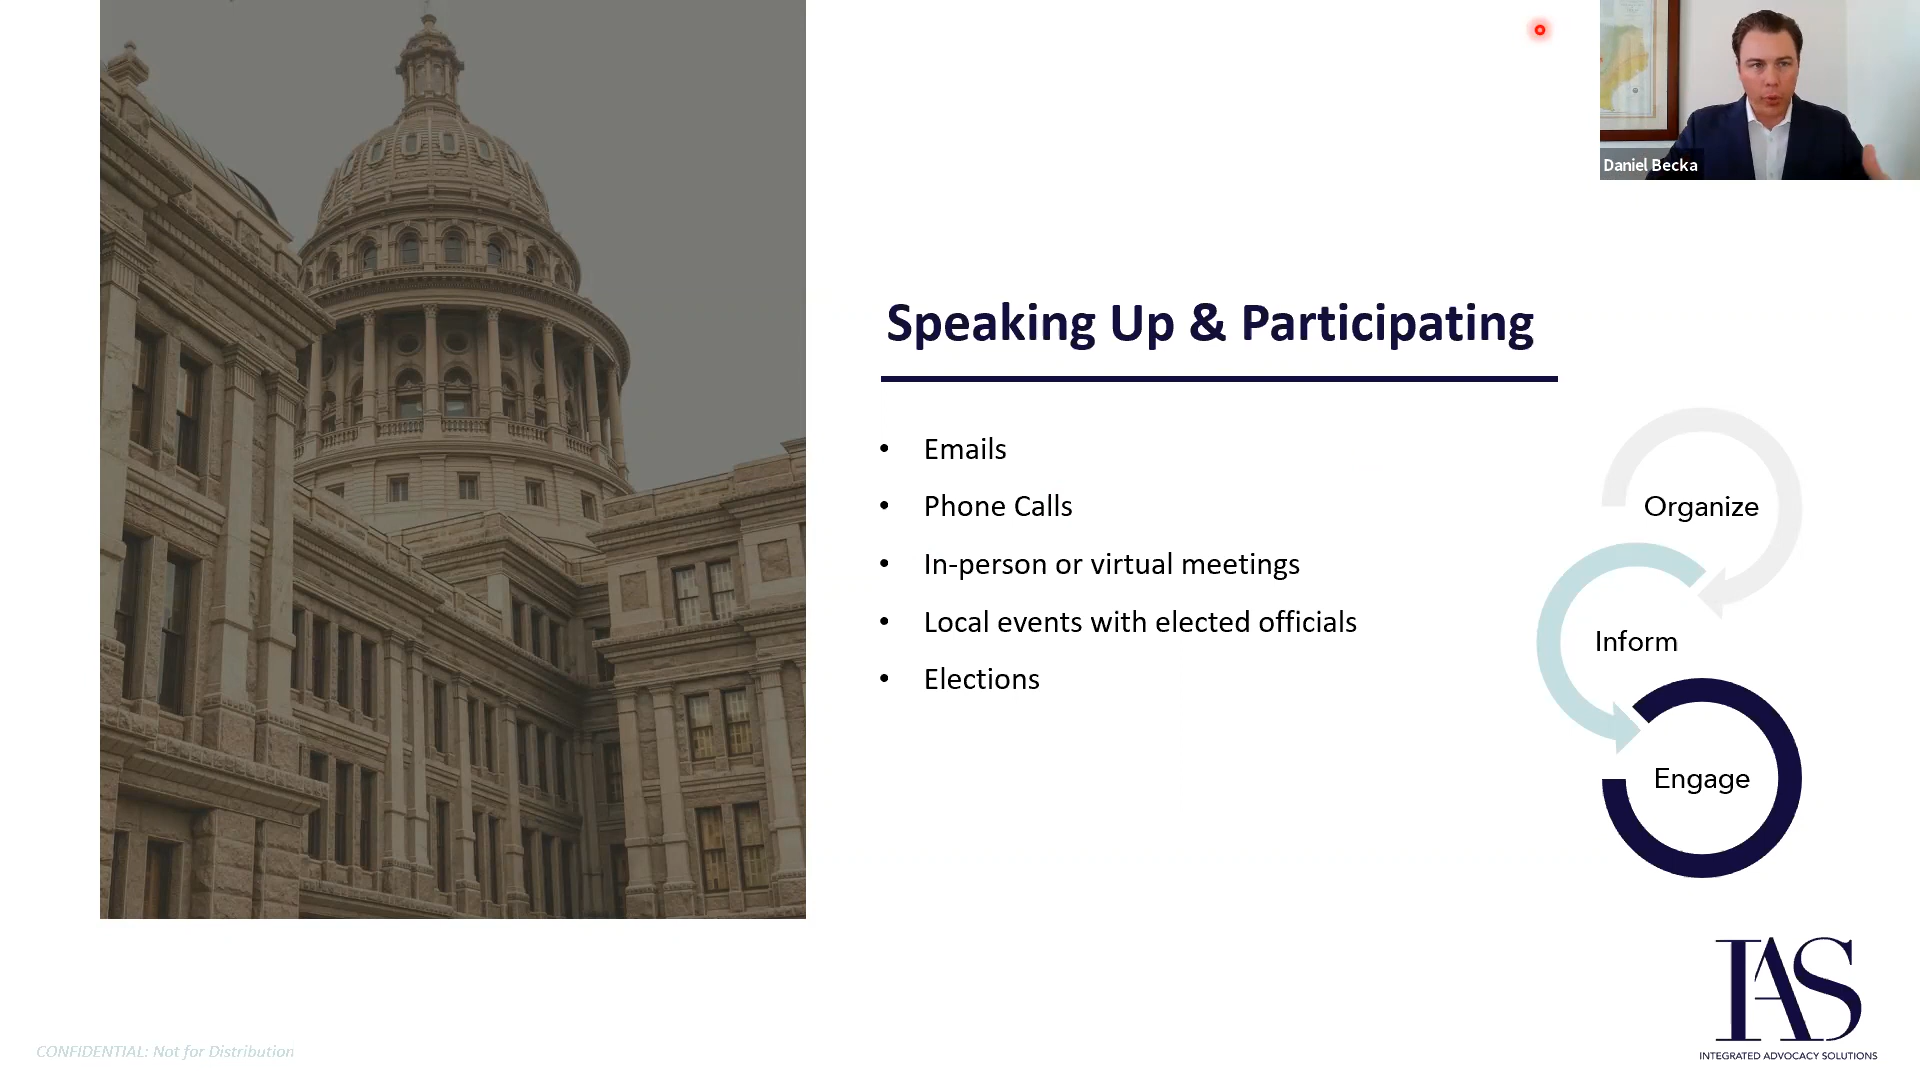 Daniel Becka
Speaking Up & Participating
• Emails
• Phone Calls
• In-person or virtual meetings
• Local events with elected officials
• Elections
Organize
Inform
Engage
IAS
INTEGRATED ADVOCACY SOLUTIONS
CONFIDENTIAL: Not for Distribution